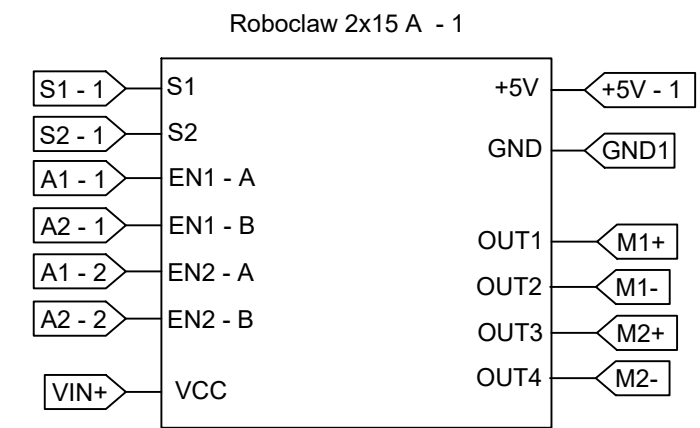 Roboclaw 2x15 A - 1
S1 - 1 S1 +5V +5V - 1
S2 - 1 S2
GND GND1
A1 - 1 EN1 - A
A2 - 1 EN1 - B
OUT1 M1+
A1 - 2 EN2 - A
OUT2 M1-
A2 - 2 EN2 - B
OUT3 M2+
OUT4 M2-
VIN+ VCC